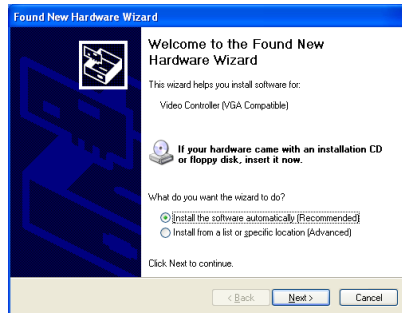 Found New Hardware Wizard
Welcome to the Found New
Hardware Wizard
This wizard helps you install software for:
Video Controller (VGA Compatible)
If your hardware came with an installation CD
or floppy disk, insert it now.
What do you want the wizard to do?
Install the software automatically (Recommended)
Install from a list or specific location (Advanced)
Click Next to continue.
< Back Next > Cancel